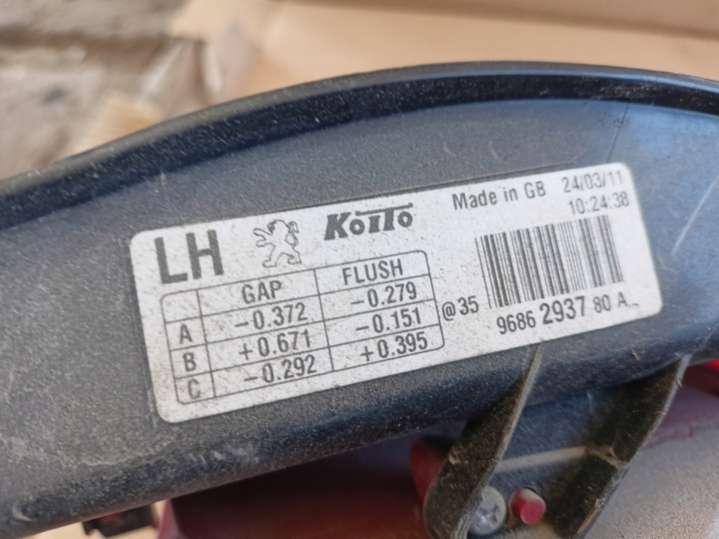 LH KOITO Made in GB 24/03/11
10:24:38
GAP FLUSH
A -0.372 -0.279
B +0.671 -0.151
C -0.292 +0.395
@35
9686 2937 80 A